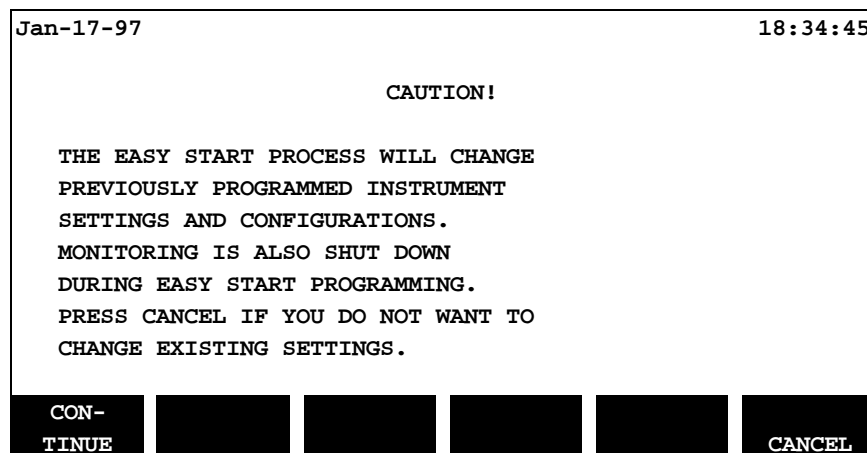 Jan-17-97 18:34:45
CAUTION!
THE EASY START PROCESS WILL CHANGE
PREVIOUSLY PROGRAMMED INSTRUMENT
SETTINGS AND CONFIGURATIONS.
MONITORING IS ALSO SHUT DOWN
DURING EASY START PROGRAMMING.
PRESS CANCEL IF YOU DO NOT WANT TO
CHANGE EXISTING SETTINGS.
CON-
TINUE CANCEL